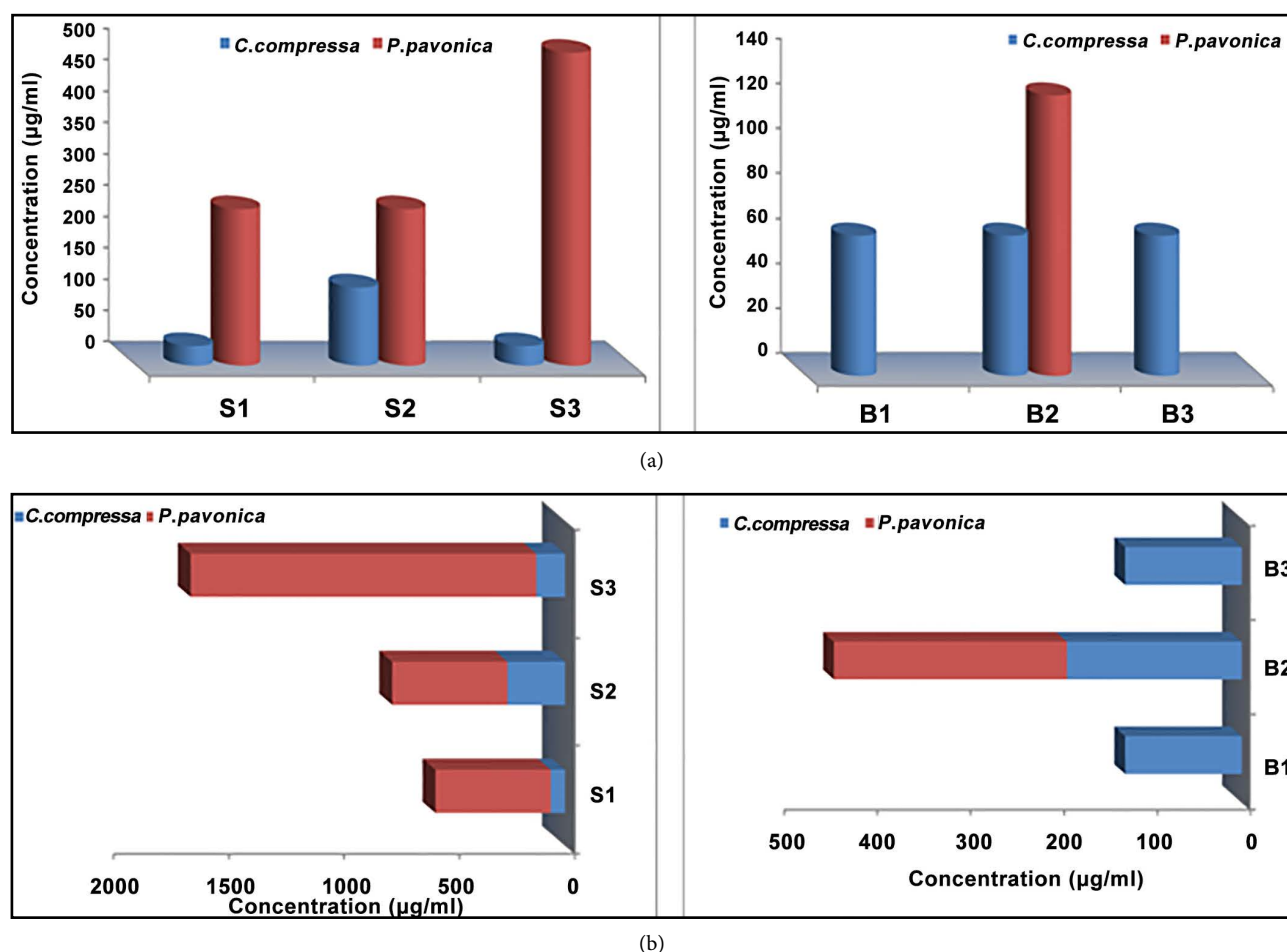 C.compressa P.pavonica
Concentration (µg/ml)
500
450
400
350
300
250
200
150
100
50
0
S1 S2 S3
C.compressa P.pavonica
Concentration (µg/ml)
140
120
100
80
60
40
20
0
B1 B2 B3
(a)
C.compressa P.pavonica
S3
S2
S1
2000 1500 1000 500 0
Concentration (µg/ml)
C.compressa P.pavonica
B3
B2
B1
500 400 300 200 100 0
Concentration (µg/ml)
(b)